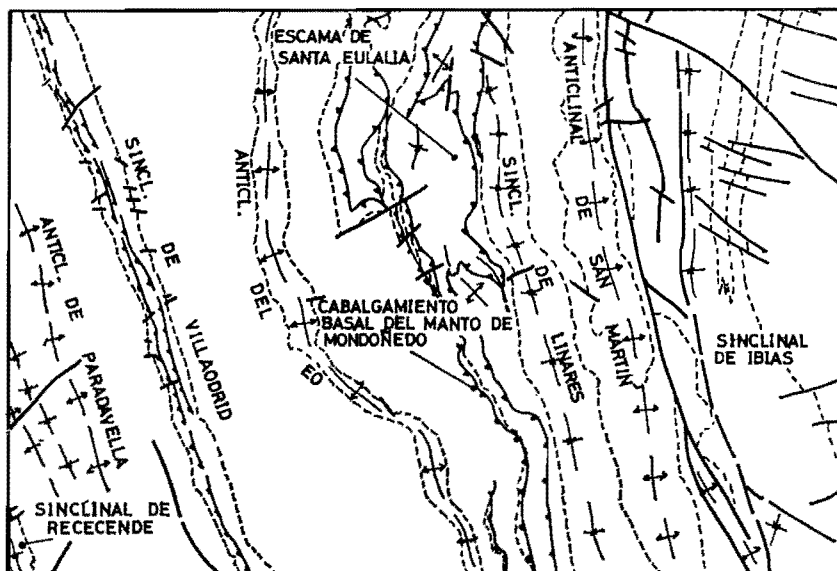 ESCAMA DE
SANTA EULALIA
ANTICLINAL
DE
SAN
MARTIN
SINCL.
DE
VILLAODRID
ANTICL.
DEL
EO
SINCL.
DE
LINARES
ANTICL.
DE
PARADAVELLA
CABALGAMIENTO
BASAL DEL MANTO DE
MONDOÑEDO
SINCLINAL
DE IBIAS
SINCLINAL DE
RECECENDE